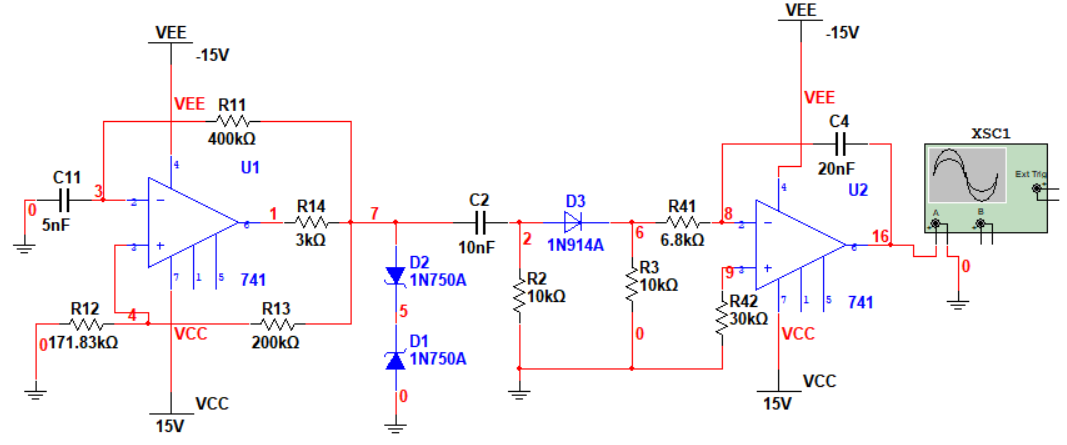 VEE
-15V
VEE
R11
400kΩ
U1
4
C11
3
2
0
5nF
6
1
R14
3kΩ
7
3
7
1
5
741
R12
4
171.83kΩ
0
VCC
R13
200kΩ
VCC
15V
D2
1N750A
5
D1
1N750A
0
C2
10nF
2
D3
1N914A
6
R2
10kΩ
R3
10kΩ
0
VEE
-15V
VEE
C4
20nF
4
U2
R41
6.8kΩ
8
2
6
16
9
3
R42
30kΩ
7
1
5
741
VCC
VCC
15V
XSC1
Ext Trig
+
A
B
+
+
0